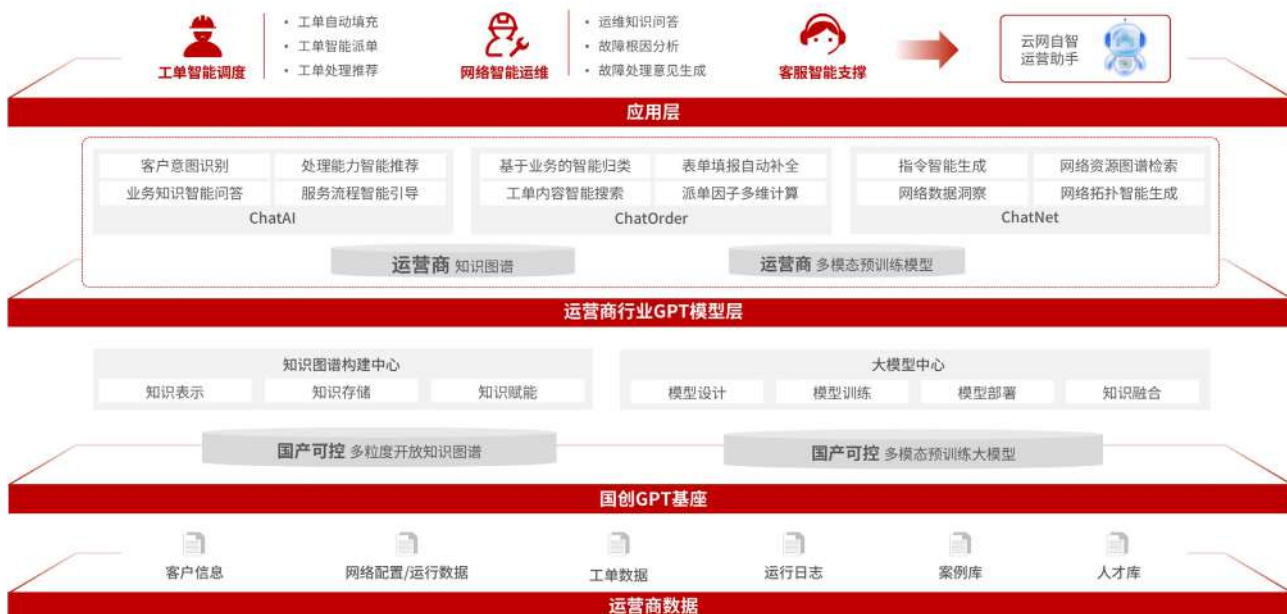 • 工单自动填充
• 工单智能派单
• 工单处理推荐
工单智能调度
• 运维知识问答
• 故障根因分析
• 故障处理意见生成
网络智能运维
客服智能支撑
云网自智
运营助手
应用层
客户意图识别 处理能力智能推荐
业务知识智能问答 服务流程智能引导
ChatAI
基于业务的智能归类 表单填报自动补全
工单内容智能搜索 派单因子多维计算
ChatOrder
指令智能生成 网络资源图谱检索
网络数据洞察 网络拓扑智能生成
ChatNet
运营商 知识图谱
运营商 多模态预训练模型
运营商行业GPT模型层
知识图谱构建中心
知识表示 知识存储 知识赋能
大模型中心
模型设计 模型训练 模型部署 知识融合
国产可控 多粒度开放知识图谱
国产可控 多模态预训练大模型
国创GPT基座
客户信息 网络配置/运行数据 工单数据 运行日志 案例库 人才库
运营商数据